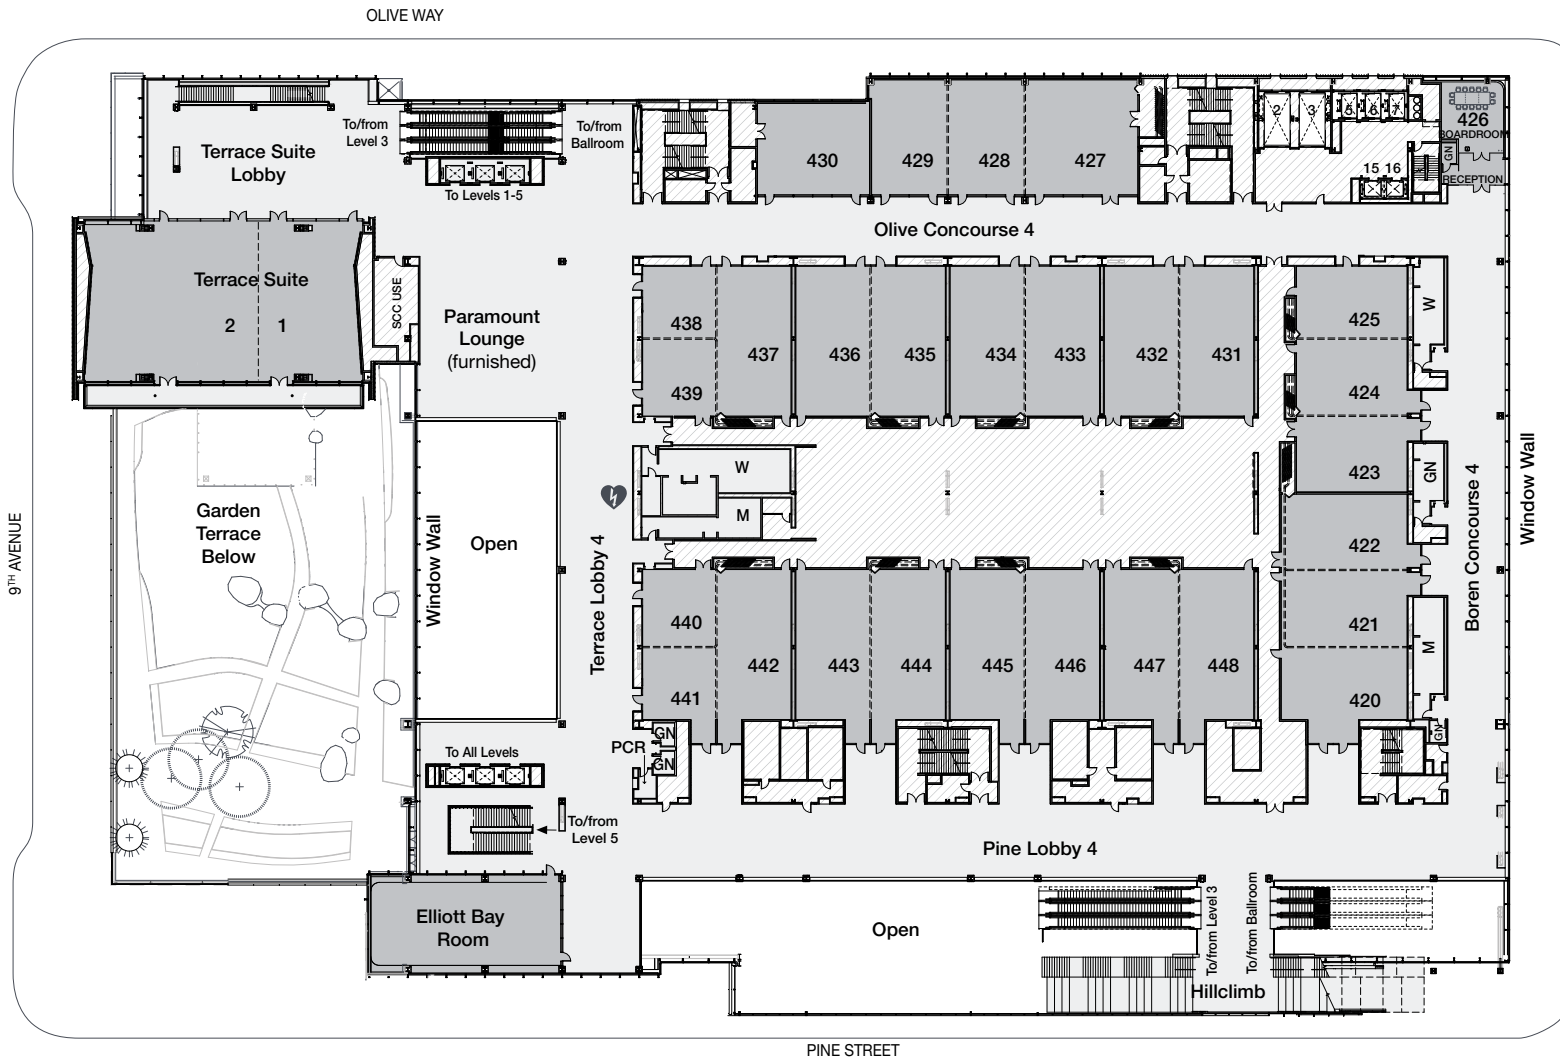 OLIVE WAY
To/from
Level 3
To/from
Ballroom
Terrace Suite
Lobby
To Levels 1-5
430
429
428
427
2
3
5
6
7
15 16
426
BOARDROOM
GN
RECEPTION
Olive Concourse 4
Terrace Suite
2
1
SCC USE
Paramount
Lounge
(furnished)
438
439
437
436
435
434
433
432
431
425
424
423
W
GN
W
M
9TH AVENUE
Garden
Terrace
Below
Window Wall
Open
Terrace Lobby 4
422
421
420
M
GN
Boren Concourse 4
Window Wall
440
441
442
443
444
445
446
447
448
PCR
GN
GN
To All Levels
To/from
Level 5
Pine Lobby 4
Elliott Bay
Room
Open
To/from Level 3
To/from Ballroom
Hillclimb
PINE STREET